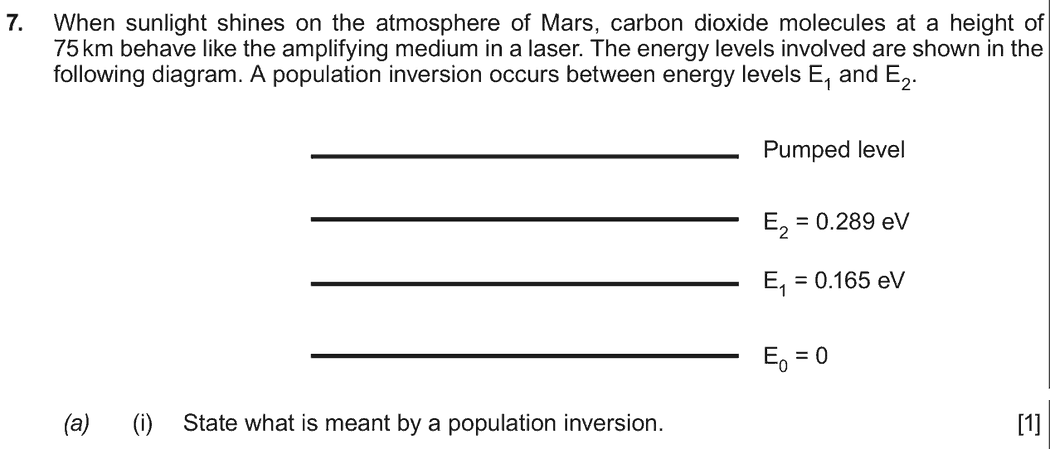 7. When sunlight shines on the atmosphere of Mars, carbon dioxide molecules at a height of
75 km behave like the amplifying medium in a laser. The energy levels involved are shown in the
following diagram. A population inversion occurs between energy levels E₁ and E₂.
Pumped level
E₂ = 0.289 eV
E₁ = 0.165 eV
E₀ = 0
(a) (i) State what is meant by a population inversion. [1]